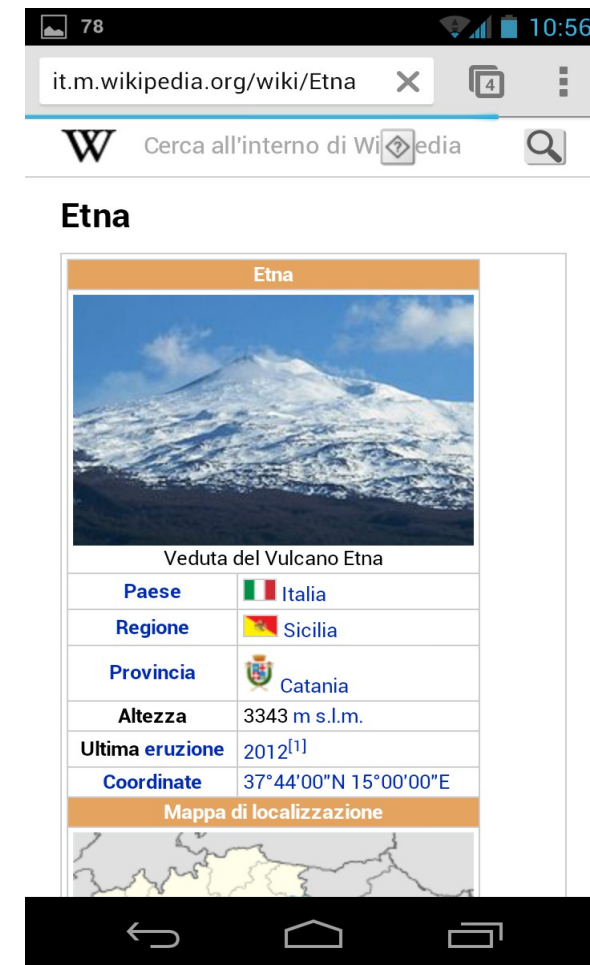 78 10:56
it.m.wikipedia.org/wiki/Etna 4
W Cerca all'interno di Wi edia
Etna
Etna
Veduta del Vulcano Etna
Paese Italia
Regione Sicilia
Provincia Catania
Altezza 3343 m s.l.m.
Ultima eruzione 2012[1]
Coordinate 37°44'00"N 15°00'00"E
Mappa di localizzazione